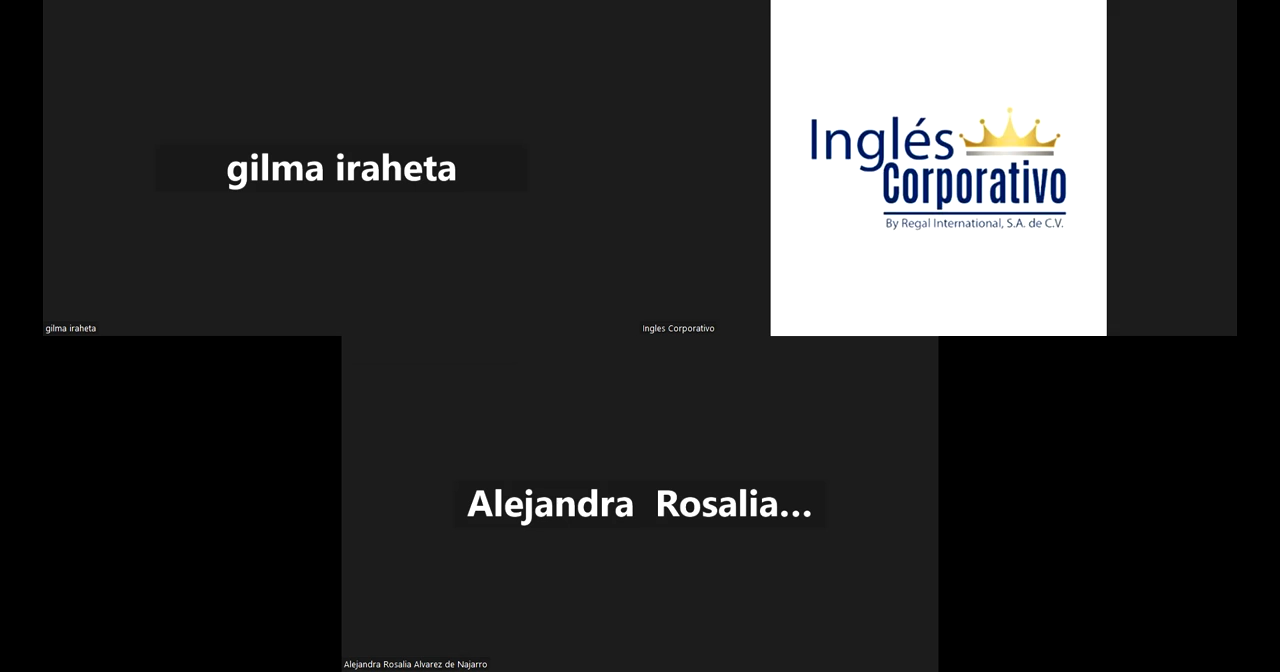 gilma iraheta
gilma iraheta
Inglés
Corporativo
By Regal International, S.A. de C.V.
Ingles Corporativo
Alejandra Rosalia...
Alejandra Rosalia Alvarez de Najarro